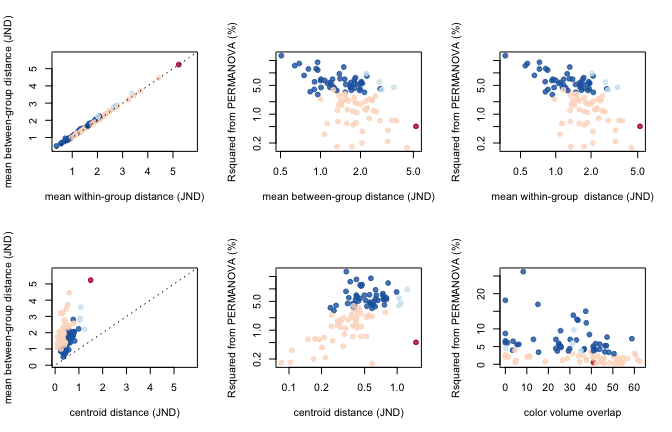 mean between-group distance (JND)
5
4
3
2
1
1 2 3 4 5
mean within-group distance (JND)
Rsquared from PERMANOVA (%)
5.0
1.0
0.2
0.5 1.0 2.0 5.0
mean between-group distance (JND)
Rsquared from PERMANOVA (%)
5.0
1.0
0.2
0.5 1.0 2.0 5.0
mean within-group distance (JND)
mean between-group distance (JND)
5
4
3
2
1
0
0 1 2 3 4 5
centroid distance (JND)
Rsquared from PERMANOVA (%)
5.0
1.0
0.2
0.1 0.2 0.5 1.0
centroid distance (JND)
Rsquared from PERMANOVA (%)
20
10
5
0
0 10 20 30 40 50 60
color volume overlap